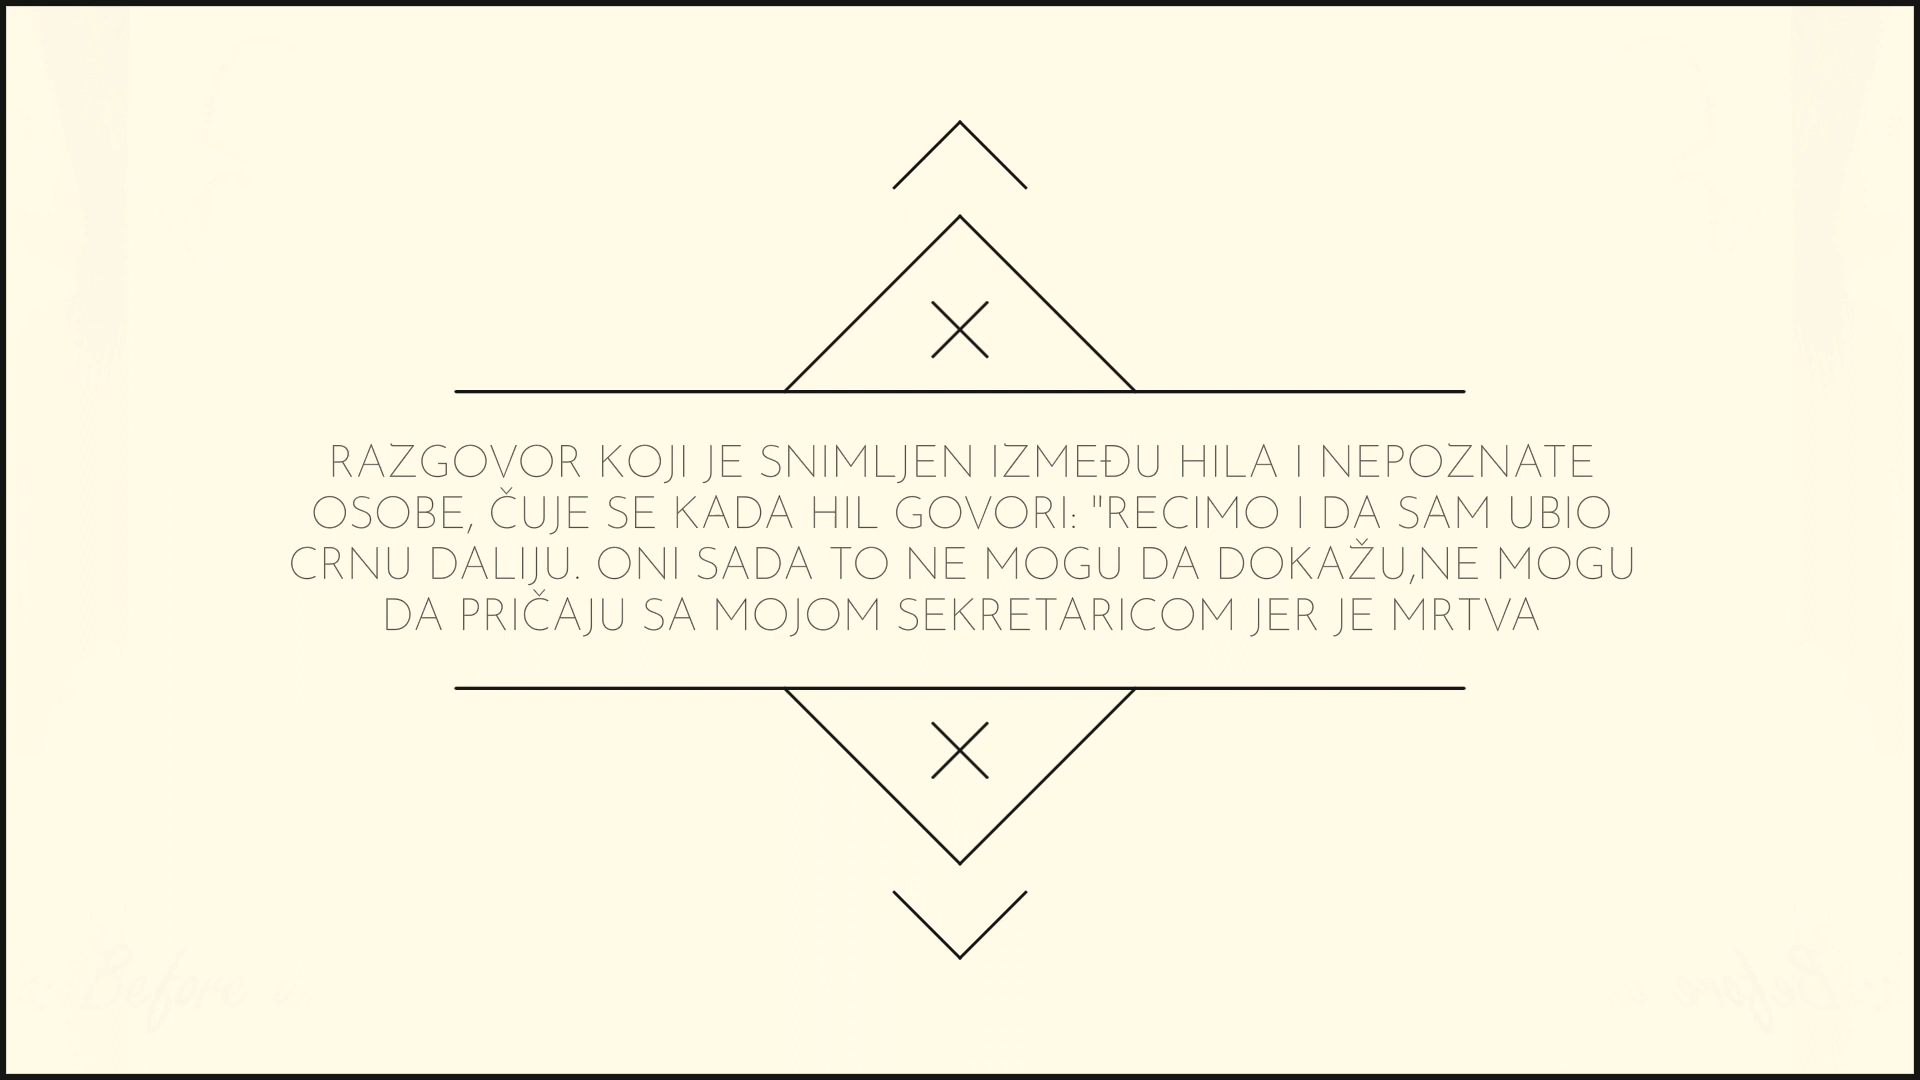 RAZGOVOR KOJI JE SNIMLJEN IZMEĐU HILA I NEPOZNATE
OSOBE, ČUJE SE KADA HIL GOVORI: "RECIMO I DA SAM UBIO
CRNU DALIJU. ONI SADA TO NE MOGU DA DOKAŽU,NE MOGU
DA PRIČAJU SA MOJOM SEKRETARICOM JER JE MRTVA
Before a